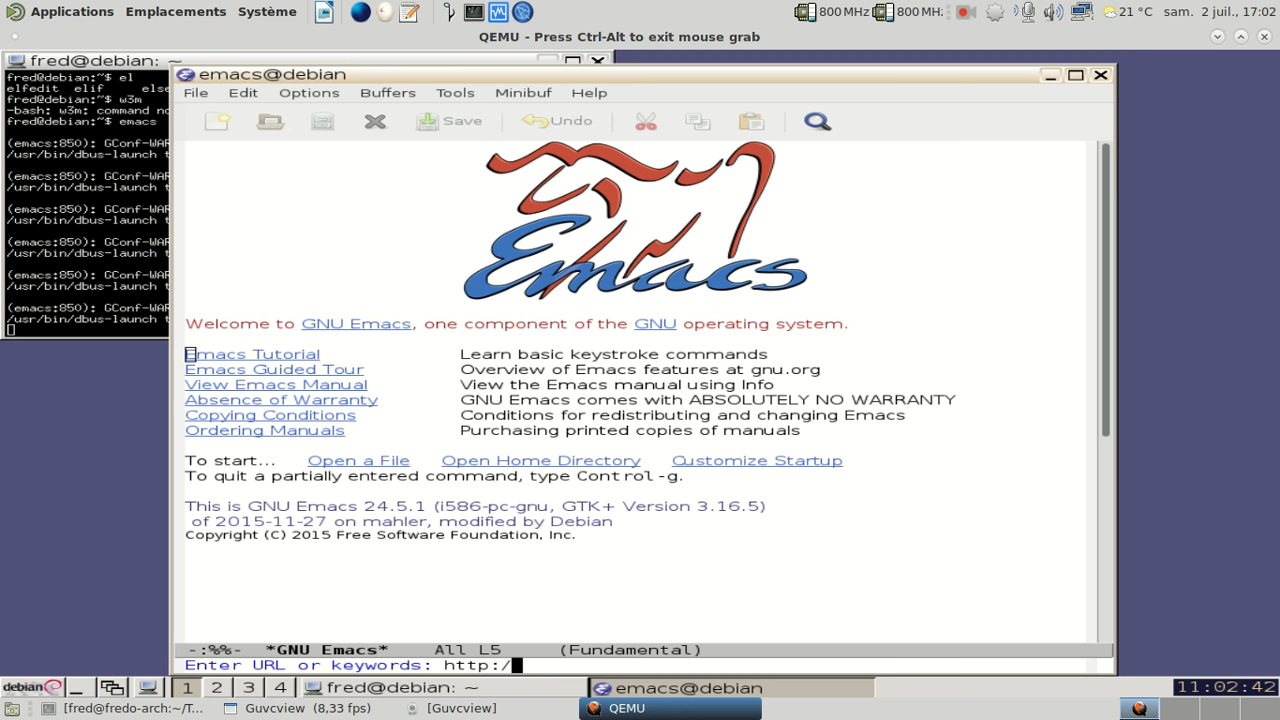 Applications Emplacements Système
800 MHz 800 MHz 21 °C sam. 2 juil., 17:02
QEMU - Press Ctrl-Alt to exit mouse grab
fred@debian: ~
fred@debian:~$ el
elfedit elif else
fred@debian:~$ w3m
-bash: w3m: command no
fred@debian:~$ emacs
(emacs:850): GConf-WAR
/usr/bin/dbus-launch t
(emacs:850): GConf-WAR
/usr/bin/dbus-launch t
(emacs:850): GConf-WAR
/usr/bin/dbus-launch t
(emacs:850): GConf-WAR
/usr/bin/dbus-launch t
(emacs:850): GConf-WAR
/usr/bin/dbus-launch t
(emacs:850): GConf-WAR
/usr/bin/dbus-launch t
emacs@debian
File Edit Options Buffers Tools Minibuf Help
Save Undo
Emacs
Welcome to GNU Emacs, one component of the GNU operating system.
Emacs Tutorial Learn basic keystroke commands
Emacs Guided Tour Overview of Emacs features at gnu.org
View Emacs Manual View the Emacs manual using Info
Absence of Warranty GNU Emacs comes with ABSOLUTELY NO WARRANTY
Copying Conditions Conditions for redistributing and changing Emacs
Ordering Manuals Purchasing printed copies of manuals
To start... Open a File Open Home Directory Customize Startup
To quit a partially entered command, type Control-g.
This is GNU Emacs 24.5.1 (i586-pc-gnu, GTK+ Version 3.16.5)
of 2015-11-27 on mahler, modified by Debian
Copyright (C) 2015 Free Software Foundation, Inc.
-:%%- *GNU Emacs* All L5 (Fundamental)
Enter URL or keywords: http:/
debian 1 2 3 4 fred@debian: ~ emacs@debian 11:02:42
[fred@fredo-arch:~/T... Guvcview (8,33 fps) [Guvcview] QEMU